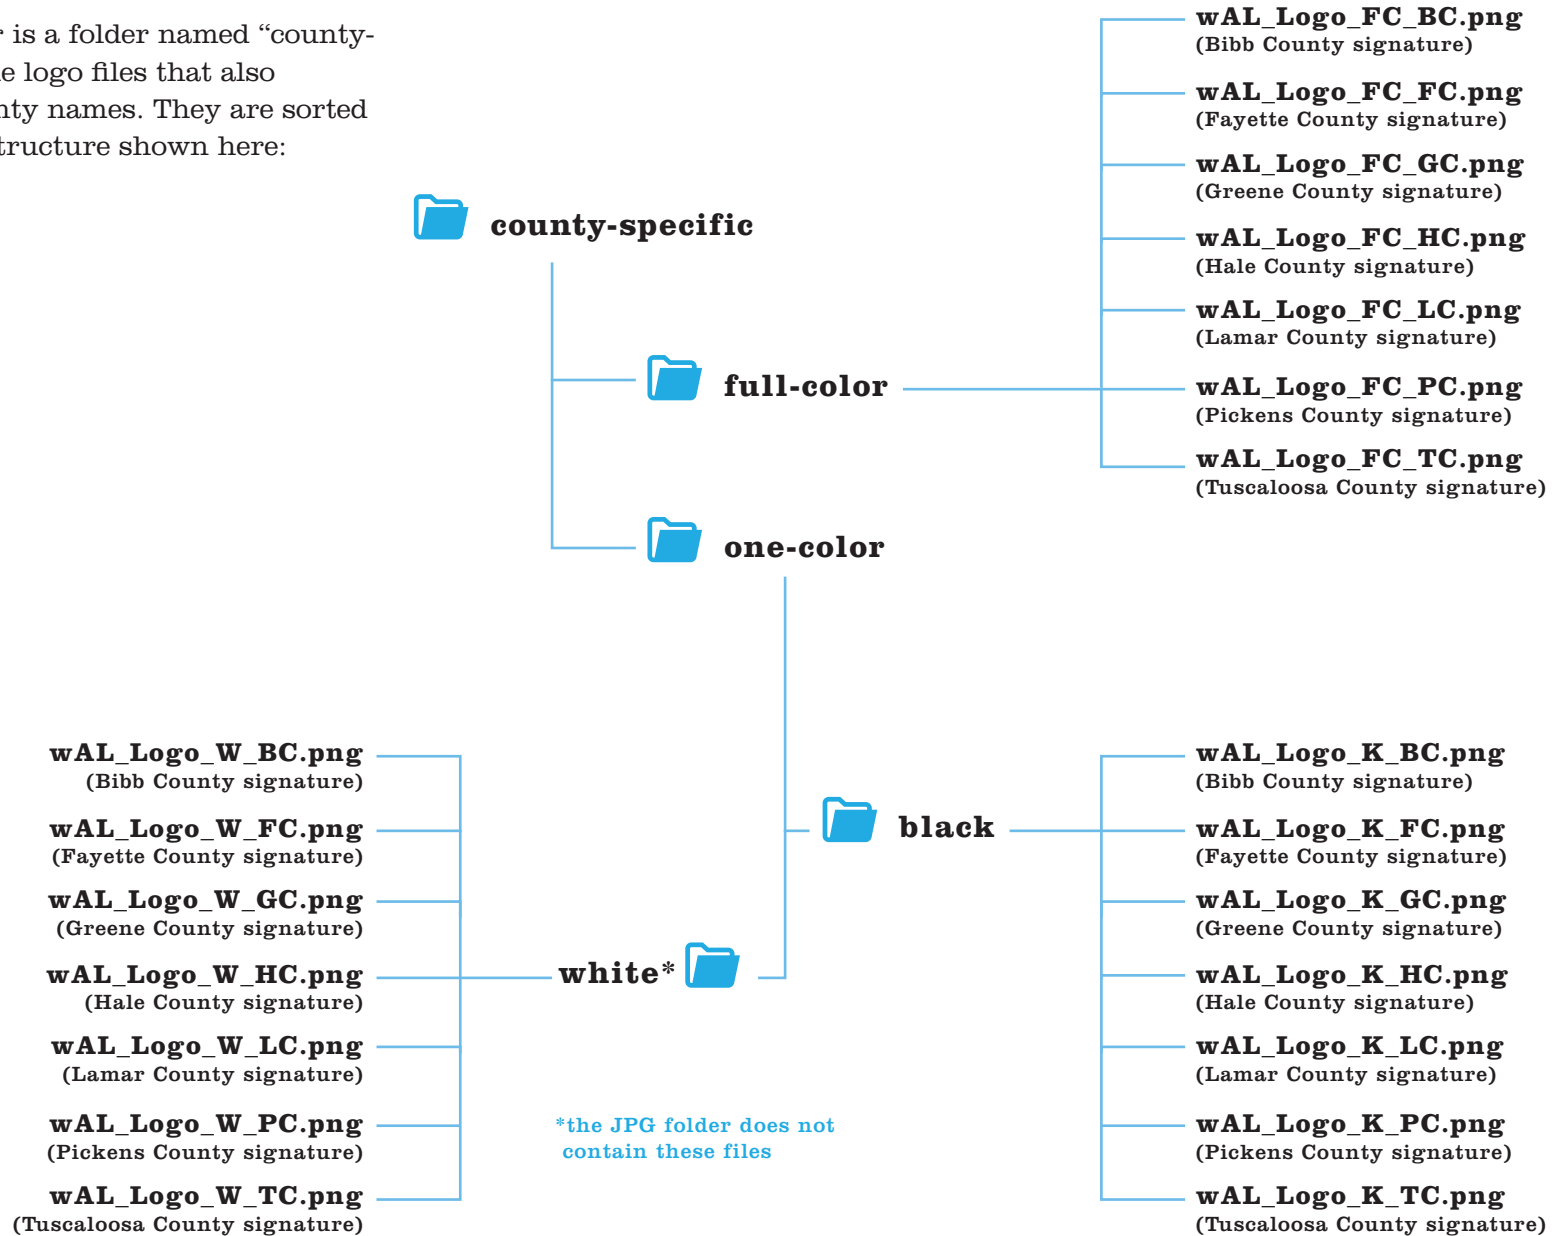 is a folder named “county-
logo files that also
names. They are sorted
structure shown here:
county-specific
full-color
wAL_Logo_FC_BC.png
(Bibb County signature)
wAL_Logo_FC_FC.png
(Fayette County signature)
wAL_Logo_FC_GC.png
(Greene County signature)
wAL_Logo_FC_HC.png
(Hale County signature)
wAL_Logo_FC_LC.png
(Lamar County signature)
wAL_Logo_FC_PC.png
(Pickens County signature)
wAL_Logo_FC_TC.png
(Tuscaloosa County signature)
one-color
black
wAL_Logo_K_BC.png
(Bibb County signature)
wAL_Logo_K_FC.png
(Fayette County signature)
wAL_Logo_K_GC.png
(Greene County signature)
wAL_Logo_K_HC.png
(Hale County signature)
wAL_Logo_K_LC.png
(Lamar County signature)
wAL_Logo_K_PC.png
(Pickens County signature)
wAL_Logo_K_TC.png
(Tuscaloosa County signature)
white*
wAL_Logo_W_BC.png
(Bibb County signature)
wAL_Logo_W_FC.png
(Fayette County signature)
wAL_Logo_W_GC.png
(Greene County signature)
wAL_Logo_W_HC.png
(Hale County signature)
wAL_Logo_W_LC.png
(Lamar County signature)
wAL_Logo_W_PC.png
(Pickens County signature)
wAL_Logo_W_TC.png
(Tuscaloosa County signature)
*the JPG folder does not
contain these files